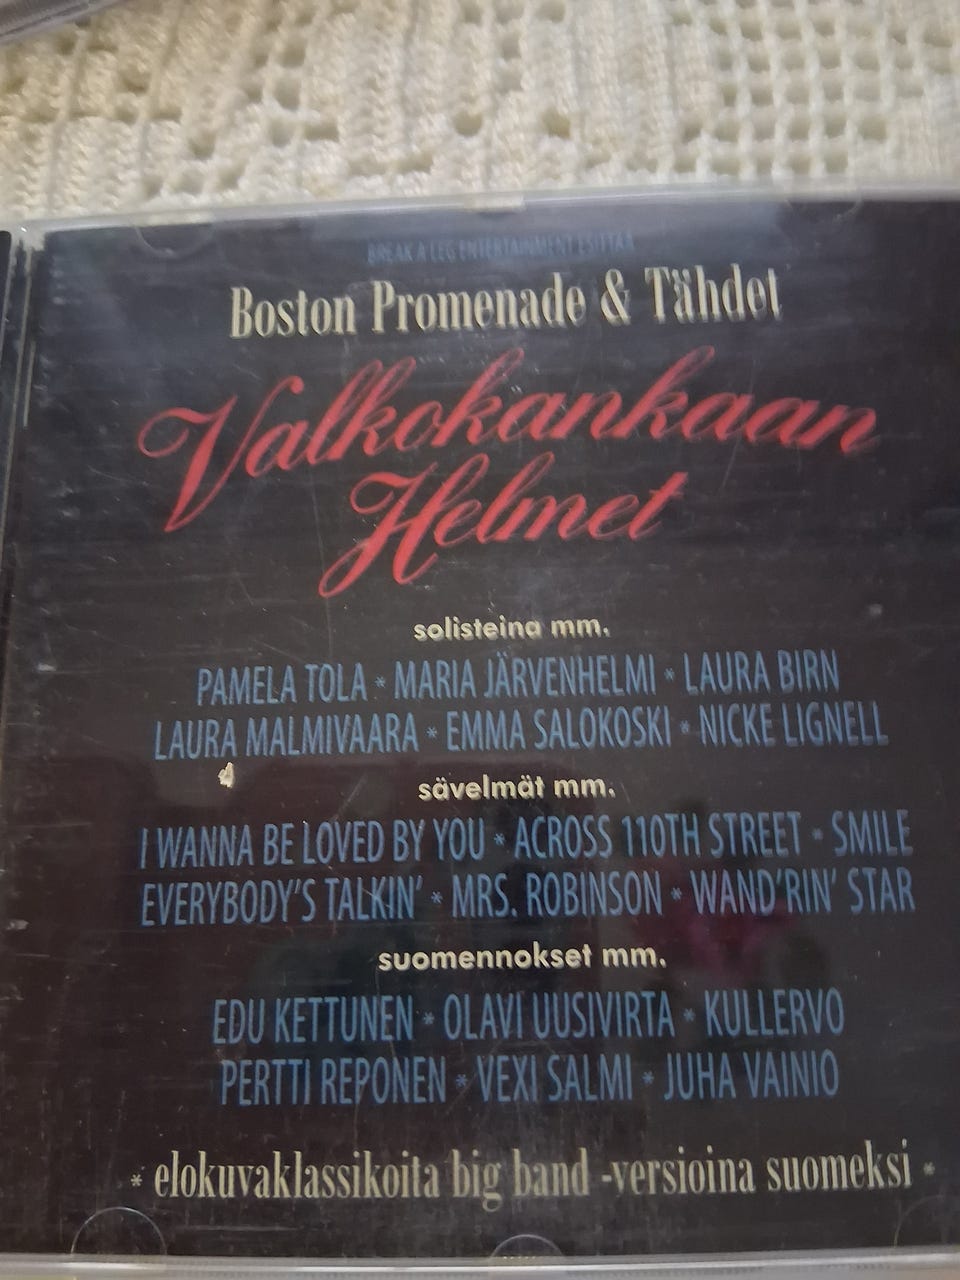 BREAK A LEG ENTERTAINMENT ESITTÄÄ
Boston Promenade & Tähdet
Valkokankaan
Helmet
solisteina mm.
PAMELA TOLA * MARIA JÄRVENHELMI * LAURA BIRN
LAURA MALMIVAARA * EMMA SALOKOSKI * NICKE LIGNELL
sävelmät mm.
I WANNA BE LOVED BY YOU * ACROSS 110TH STREET * SMILE
EVERYBODY'S TALKIN' * MRS. ROBINSON * WAND'RIN' STAR
suomennokset mm.
EDU KETTUNEN * OLAVI UUSIVIRTA * KULLERVO
PERTTI REPONEN * VEXI SALMI * JUHA VAINIO
* elokuvaklassikoita big band -versioina suomeksi *